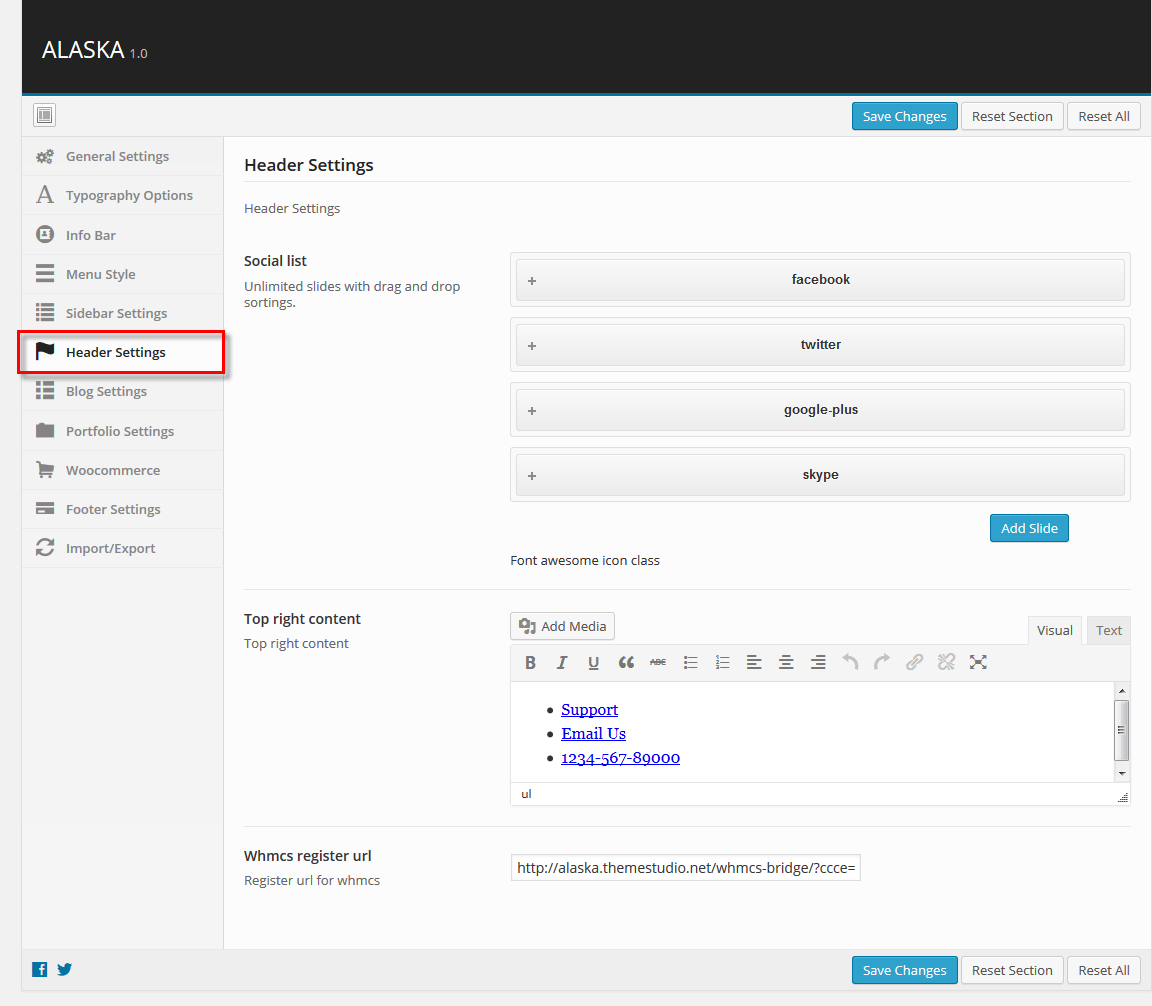 ALASKA 1.0
Save Changes Reset Section Reset All
General Settings
Typography Options
Info Bar
Menu Style
Sidebar Settings
Header Settings
Blog Settings
Portfolio Settings
Woocommerce
Footer Settings
Import/Export
Header Settings
Header Settings
Social list
Unlimited slides with drag and drop
sortings.
facebook
twitter
google-plus
skype
Add Slide
Font awesome icon class
Top right content
Top right content
Add Media
Visual Text
B I U ABC
Support
Email Us
1234-567-89000
ul
Whmcs register url
Register url for whmcs
http://alaska.themestudio.net/whmcs-bridge/?ccce=
Save Changes Reset Section Reset All